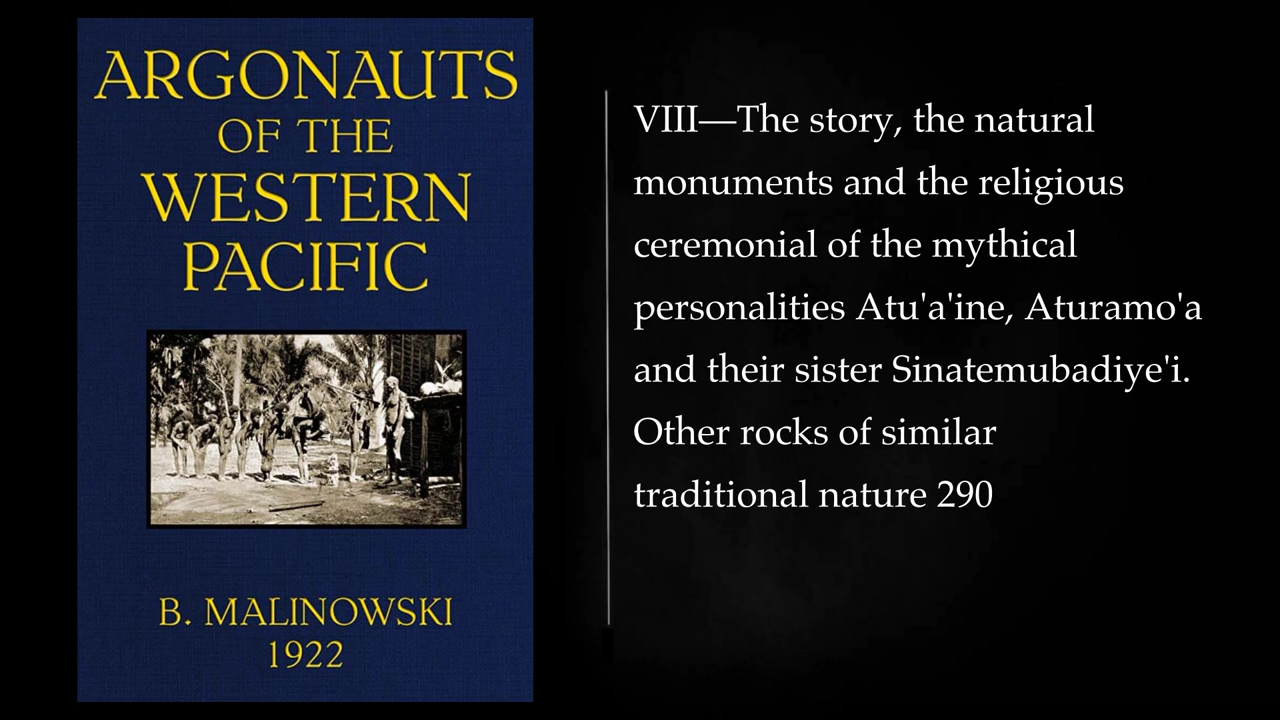 ARGONAUTS
OF THE
WESTERN
PACIFIC
B. MALINOWSKI
1922
VIII—The story, the natural
monuments and the religious
ceremonial of the mythical
personalities Atu'a'ine, Aturamo'a
and their sister Sinatemubadiye'i.
Other rocks of similar
traditional nature 290